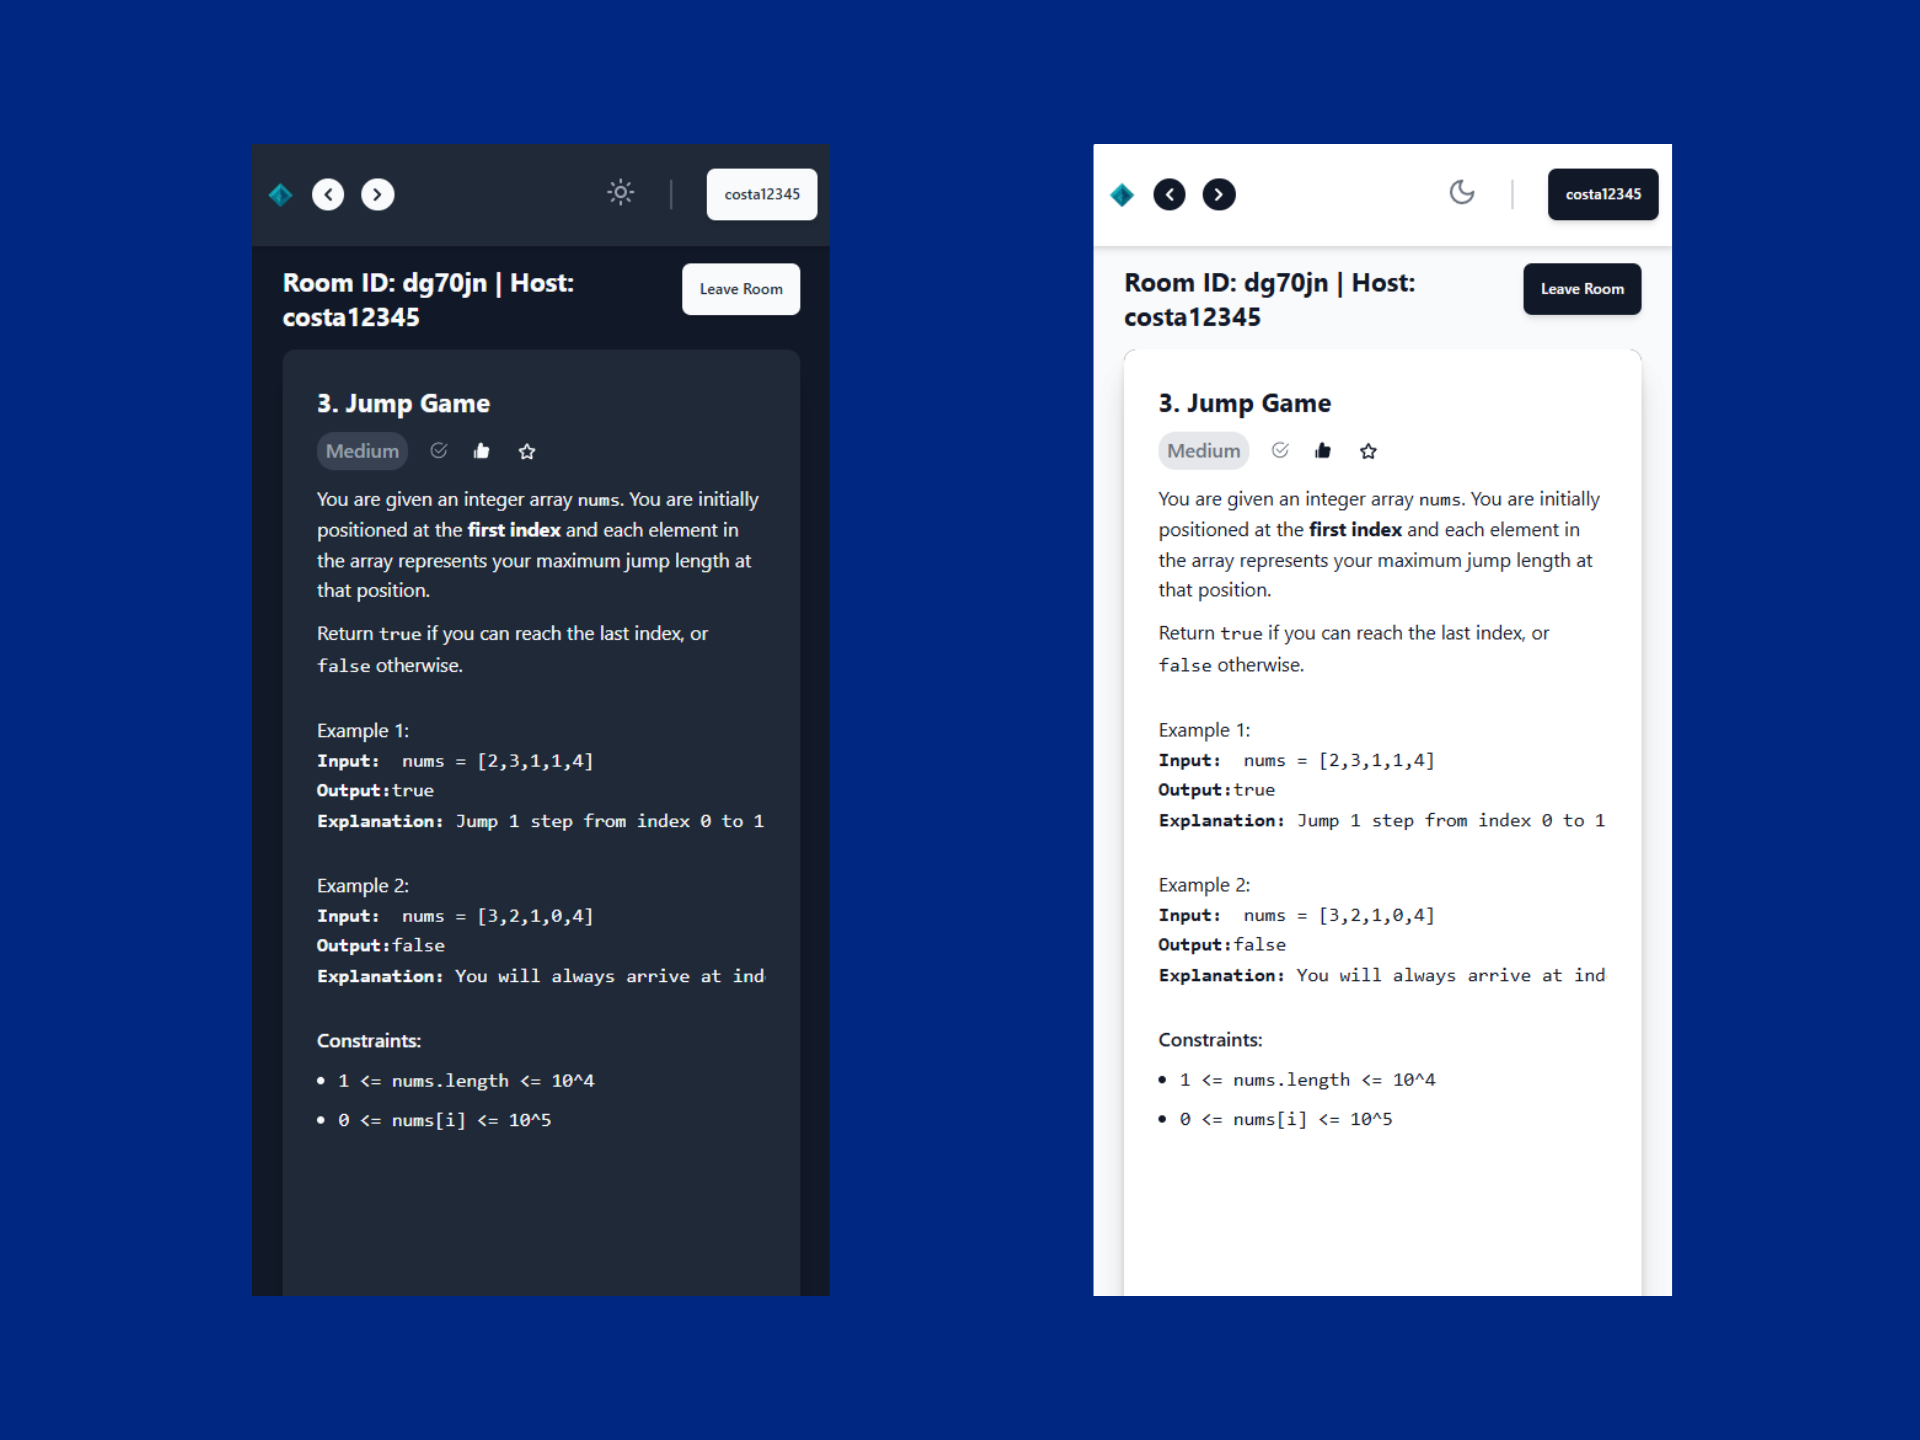 costa12345
Room ID: dg70jn | Host:
costa12345
Leave Room
3. Jump Game
Medium
You are given an integer array nums. You are initially
positioned at the first index and each element in
the array represents your maximum jump length at
that position.
Return true if you can reach the last index, or
false otherwise.
Example 1:
Input:  nums = [2,3,1,1,4]
Output:true
Explanation: Jump 1 step from index 0 to 1
Example 2:
Input:  nums = [3,2,1,0,4]
Output:false
Explanation: You will always arrive at ind
Constraints:
• 1 <= nums.length <= 10^4
• 0 <= nums[i] <= 10^5
costa12345
Room ID: dg70jn | Host:
costa12345
Leave Room
3. Jump Game
Medium
You are given an integer array nums. You are initially
positioned at the first index and each element in
the array represents your maximum jump length at
that position.
Return true if you can reach the last index, or
false otherwise.
Example 1:
Input:  nums = [2,3,1,1,4]
Output:true
Explanation: Jump 1 step from index 0 to 1
Example 2:
Input:  nums = [3,2,1,0,4]
Output:false
Explanation: You will always arrive at ind
Constraints:
• 1 <= nums.length <= 10^4
• 0 <= nums[i] <= 10^5